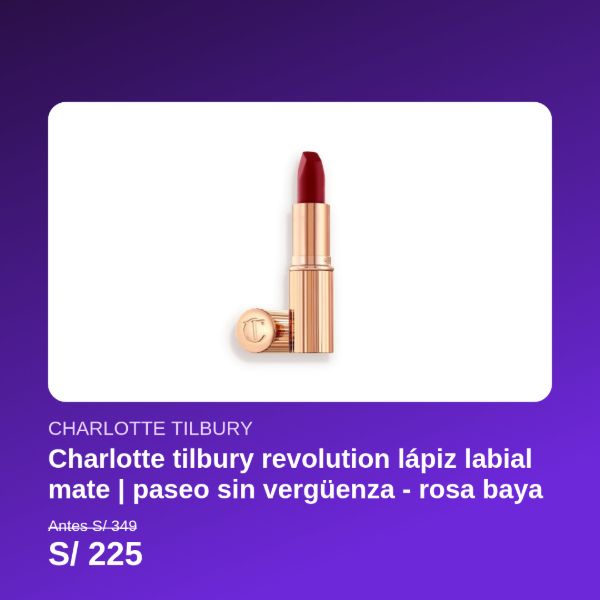 CHARLOTTE TILBURY
Charlotte tilbury revolution lápiz labial
mate | paseo sin vergüenza - rosa baya
Antes S/ 349
S/ 225